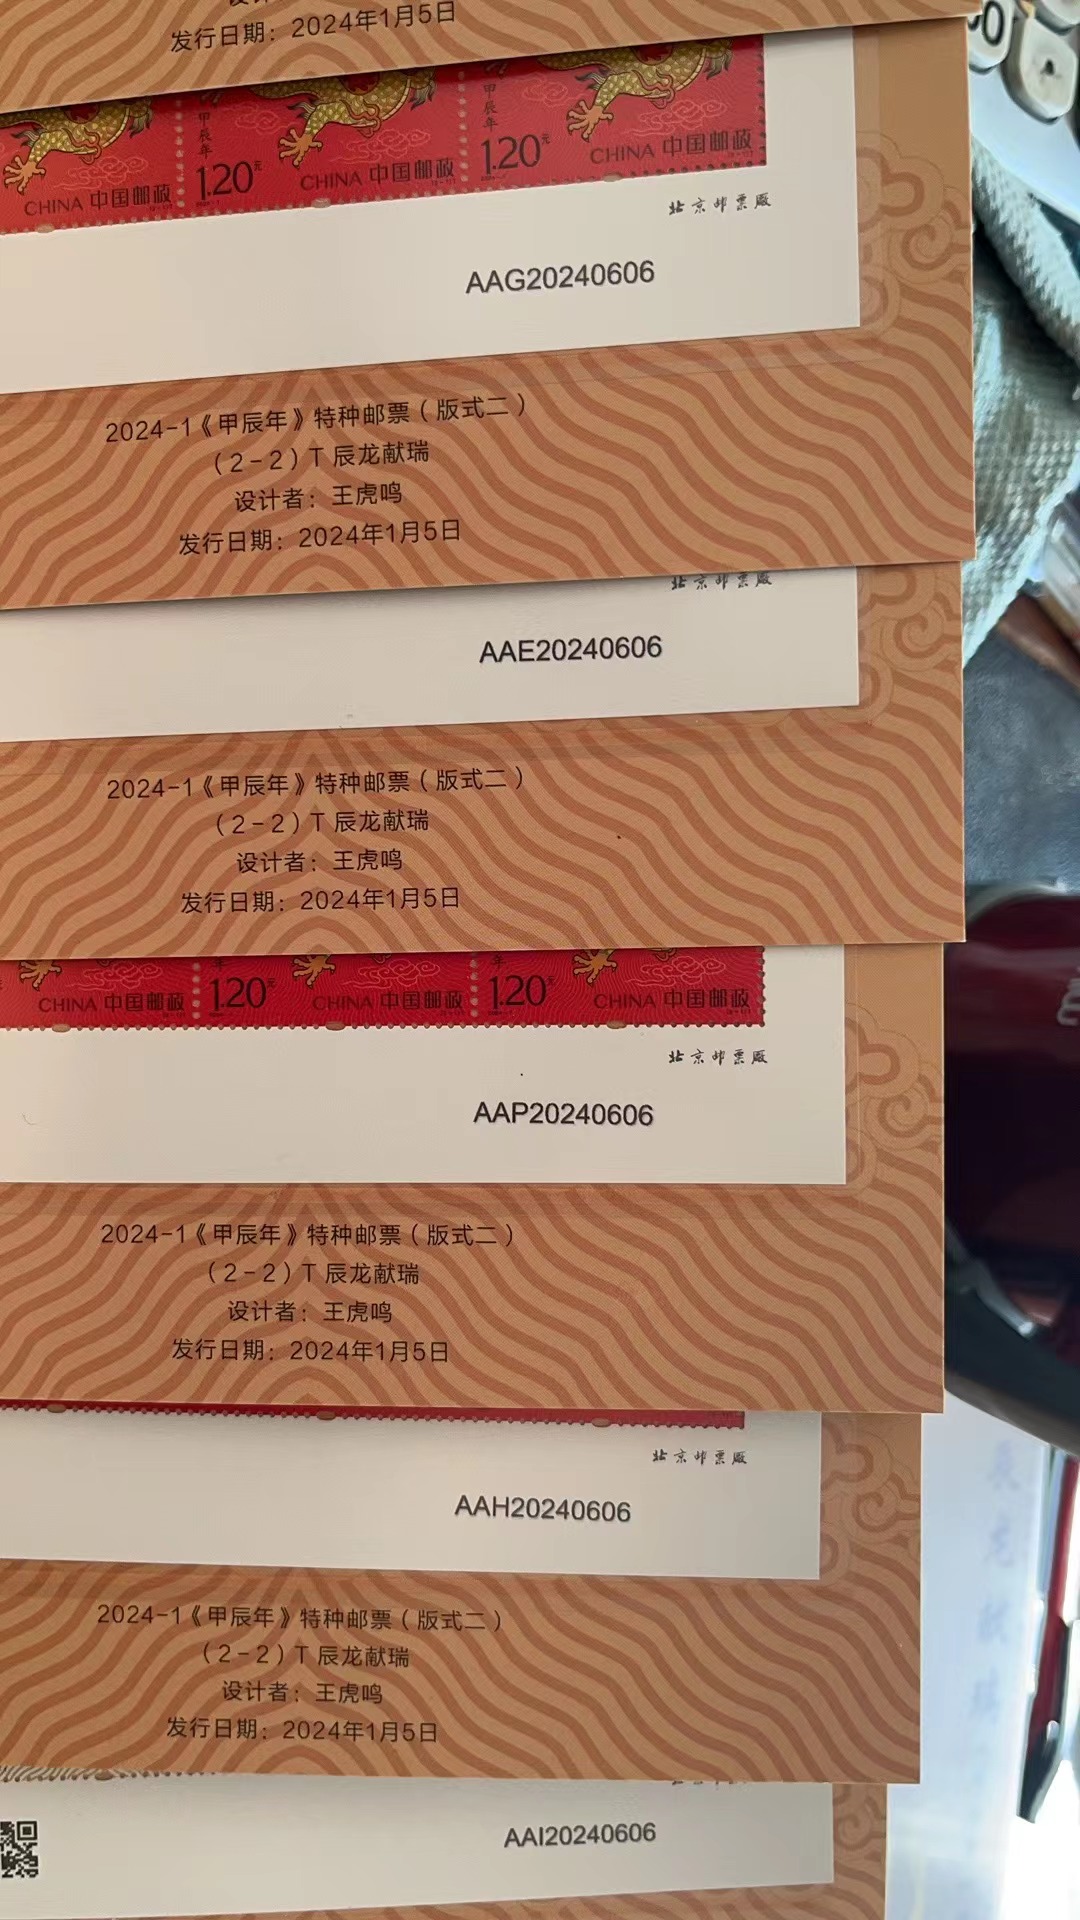 发行日期：2024年1月5日
甲辰年
甲辰年
CHINA 中国邮政
1.20元
CHINA 中国邮政
1.20元
CHINA 中国邮政
北京邮票厂
AAG20240606
2024-1《甲辰年》特种邮票（版式二）
（2-2）T 辰龙献瑞
设计者：王虎鸣
发行日期：2024年1月5日
北京邮票厂
AAE20240606
2024-1《甲辰年》特种邮票（版式二）
（2-2）T 辰龙献瑞
设计者：王虎鸣
发行日期：2024年1月5日
年
年
CHINA 中国邮政
1.20元
CHINA 中国邮政
1.20元
CHINA 中国邮政
北京邮票厂
AAP20240606
2024-1《甲辰年》特种邮票（版式二）
（2-2）T 辰龙献瑞
设计者：王虎鸣
发行日期：2024年1月5日
北京邮票厂
AAH20240606
2024-1《甲辰年》特种邮票（版式二）
（2-2）T 辰龙献瑞
设计者：王虎鸣
发行日期：2024年1月5日
AAI20240606